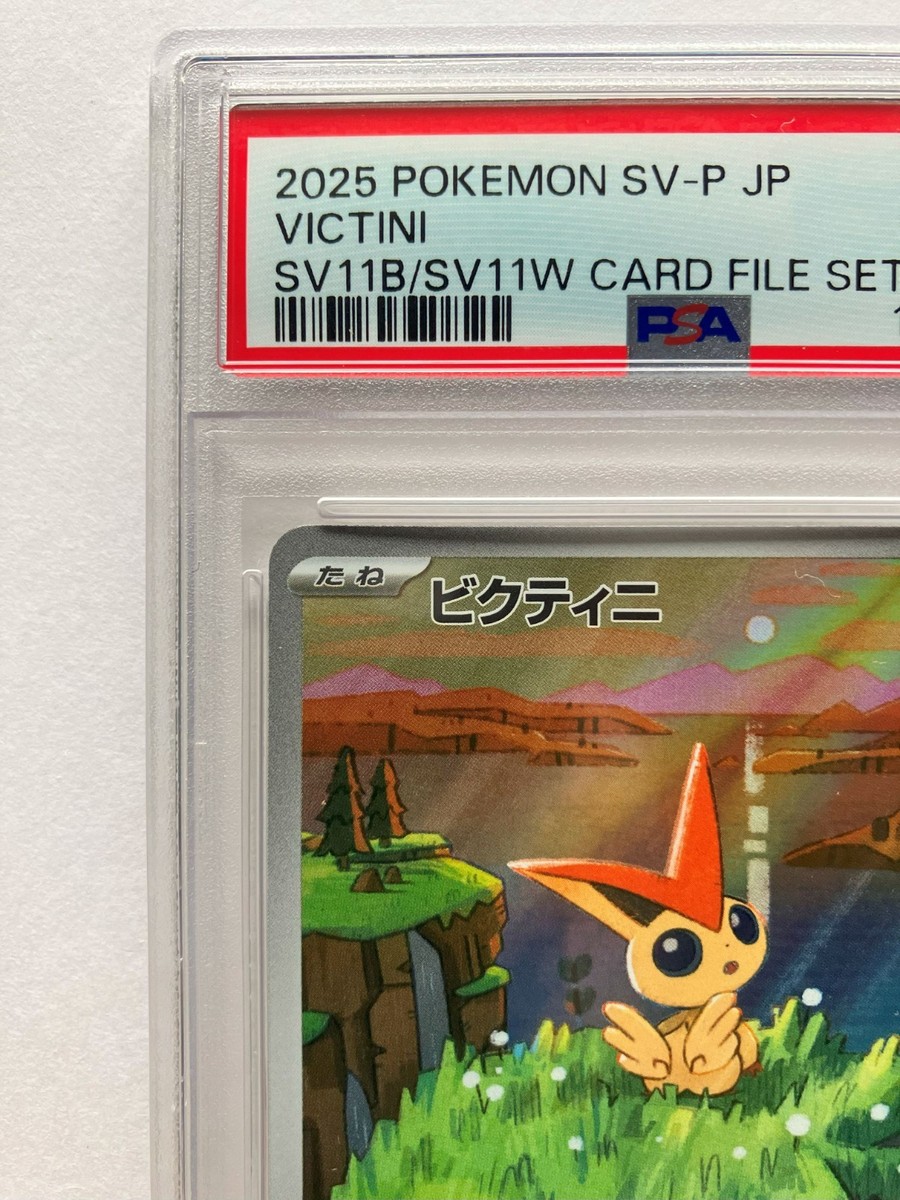 2025 POKEMON SV-P JP
VICTINI
SV11B/SV11W CARD FILE SET
PSA
たね
ビクティニ